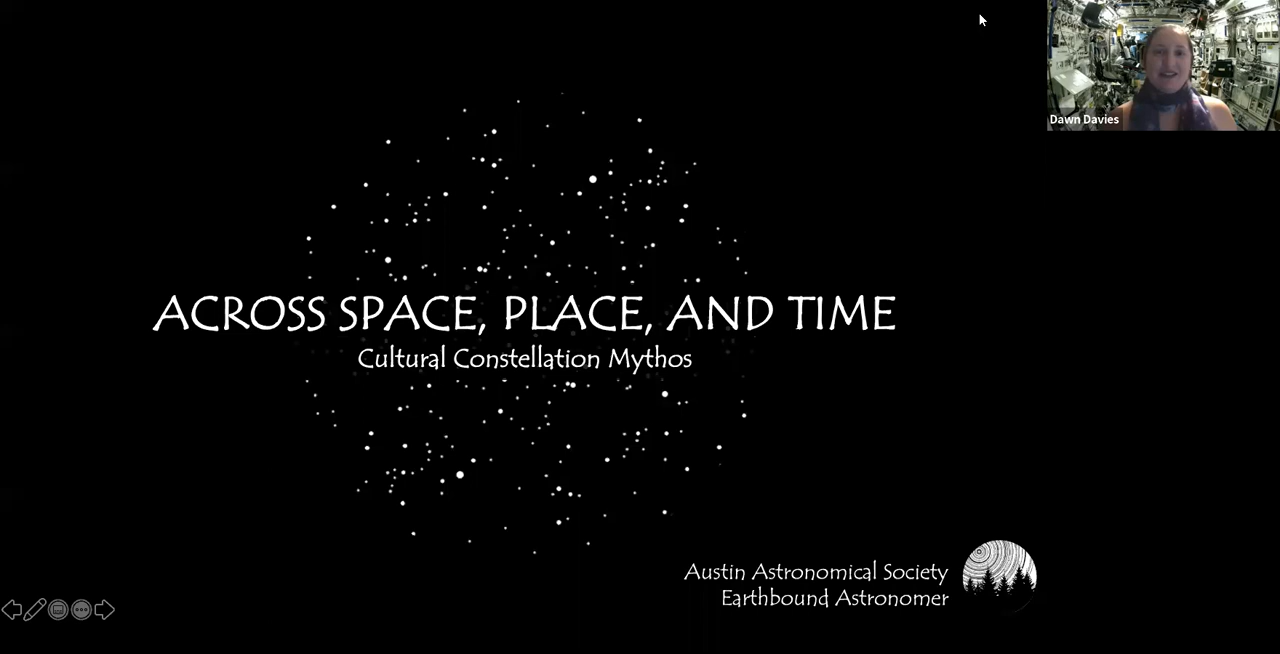 Dawn Davies
ACROSS SPACE, PLACE, AND TIME
Cultural Constellation Mythos
Austin Astronomical Society
Earthbound Astronomer